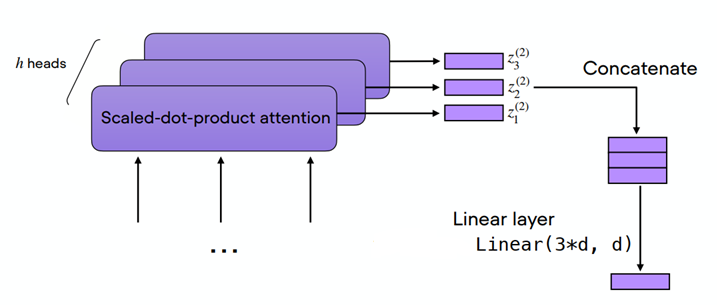 h heads
Scaled-dot-product attention
z₃⁽²⁾
z₂⁽²⁾
z₁⁽²⁾
Concatenate
...
Linear layer
Linear(3*d, d)